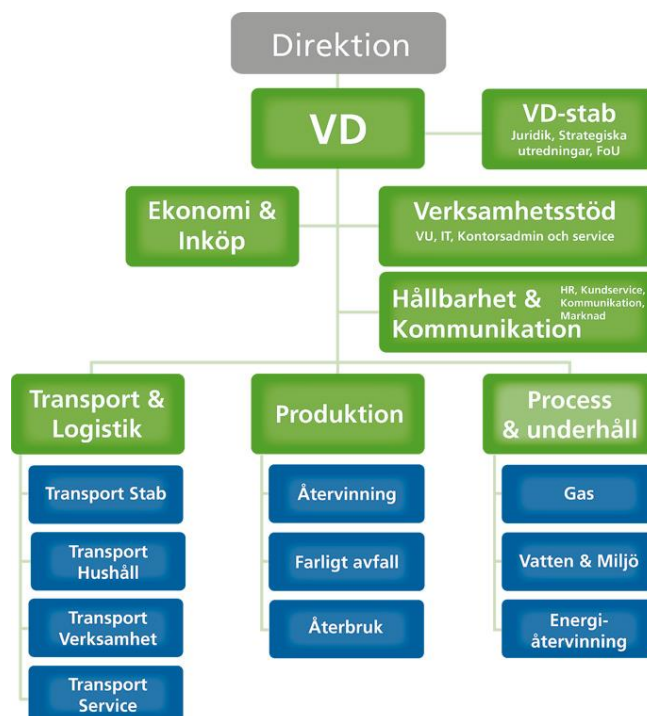 Direktion
VD
VD-stab
Juridik, Strategiska
utredningar, FoU
Ekonomi &
Inköp
Verksamhetsstöd
VU, IT, Kontorsadmin och service
Hållbarhet &
Kommunikation
HR, Kundservice,
Kommunikation,
Marknad
Transport &
Logistik
Transport Stab
Transport
Hushåll
Transport
Verksamhet
Transport
Service
Produktion
Återvinning
Farligt avfall
Återbruk
Process
& underhåll
Gas
Vatten & Miljö
Energi-
återvinning